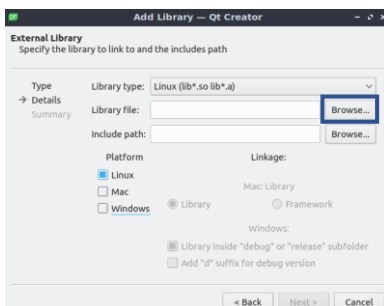 Add Library — Qt Creator
External Library
Specify the library to link to and the includes path
Type
Details
Summary
Library type: Linux (lib*.so lib*.a)
Library file: Browse...
Include path: Browse...
Platform
Linux
Mac
Windows
Linkage:
Mac: Library
Library Framework
Windows:
Library inside "debug" or "release" subfolder
Add "d" suffix for debug version
< Back Next > Cancel